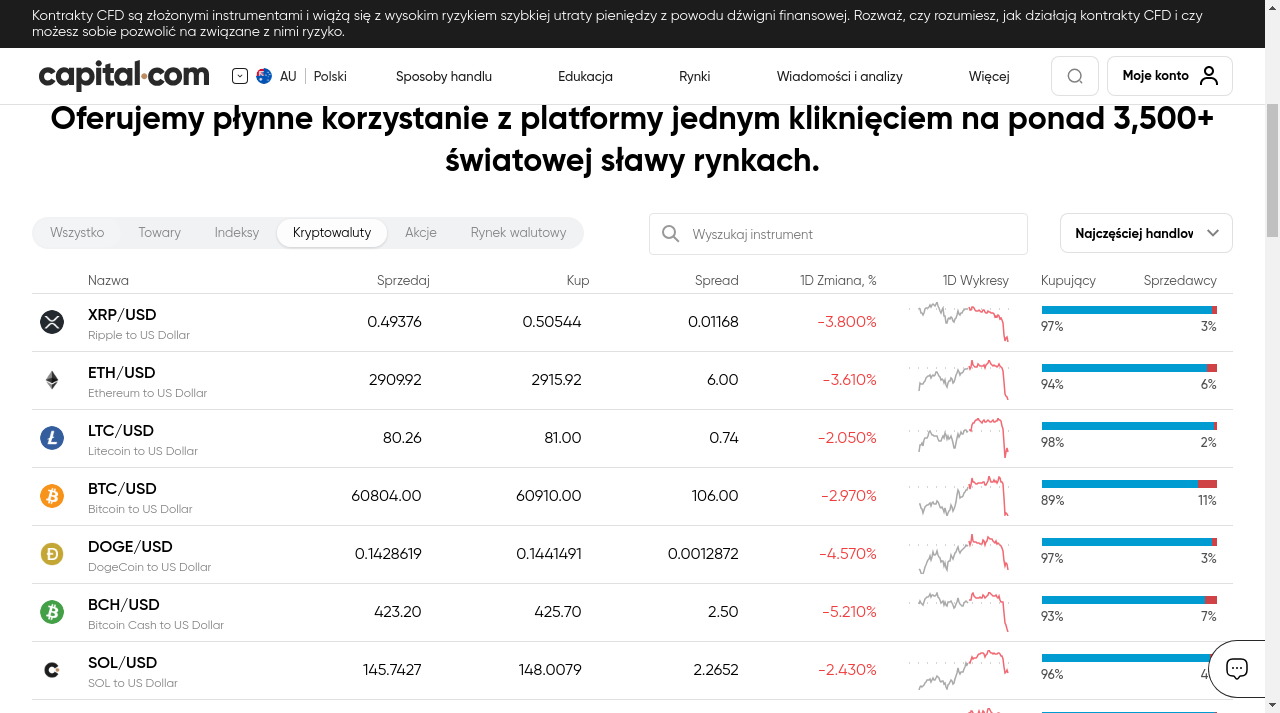 Kontrakty CFD są złożonymi instrumentami i wiążą się z wysokim ryzykiem szybkiej utraty pieniędzy z powodu dźwigni finansowej. Rozważ, czy rozumiesz, jak działają kontrakty CFD i czy
możesz sobie pozwolić na związane z nimi ryzyko.
capital.com AU Polski Sposoby handlu Edukacja Rynki Wiadomości i analizy Więcej Moje konto
Oferujemy płynne korzystanie z platformy jednym kliknięciem na ponad 3,500+
światowej sławy rynkach.
Wszystko Towary Indeksy Kryptowaluty Akcje Rynek walutowy Wyszukaj instrument Najczęściej handlov
Nazwa Sprzedaj Kup Spread 1D Zmiana, % 1D Wykresy Kupujący Sprzedawcy
XRP/USD 0.49376 0.50544 0.01168 -3.800% 97% 3%
Ripple to US Dollar
ETH/USD 2909.92 2915.92 6.00 -3.610% 94% 6%
Ethereum to US Dollar
LTC/USD 80.26 81.00 0.74 -2.050% 98% 2%
Litecoin to US Dollar
BTC/USD 60804.00 60910.00 106.00 -2.970% 89% 11%
Bitcoin to US Dollar
DOGE/USD 0.1428619 0.1441491 0.0012872 -4.570% 97% 3%
DogeCoin to US Dollar
BCH/USD 423.20 425.70 2.50 -5.210% 93% 7%
Bitcoin Cash to US Dollar
SOL/USD 145.7427 148.0079 2.2652 -2.430% 96% 4
SOL to US Dollar